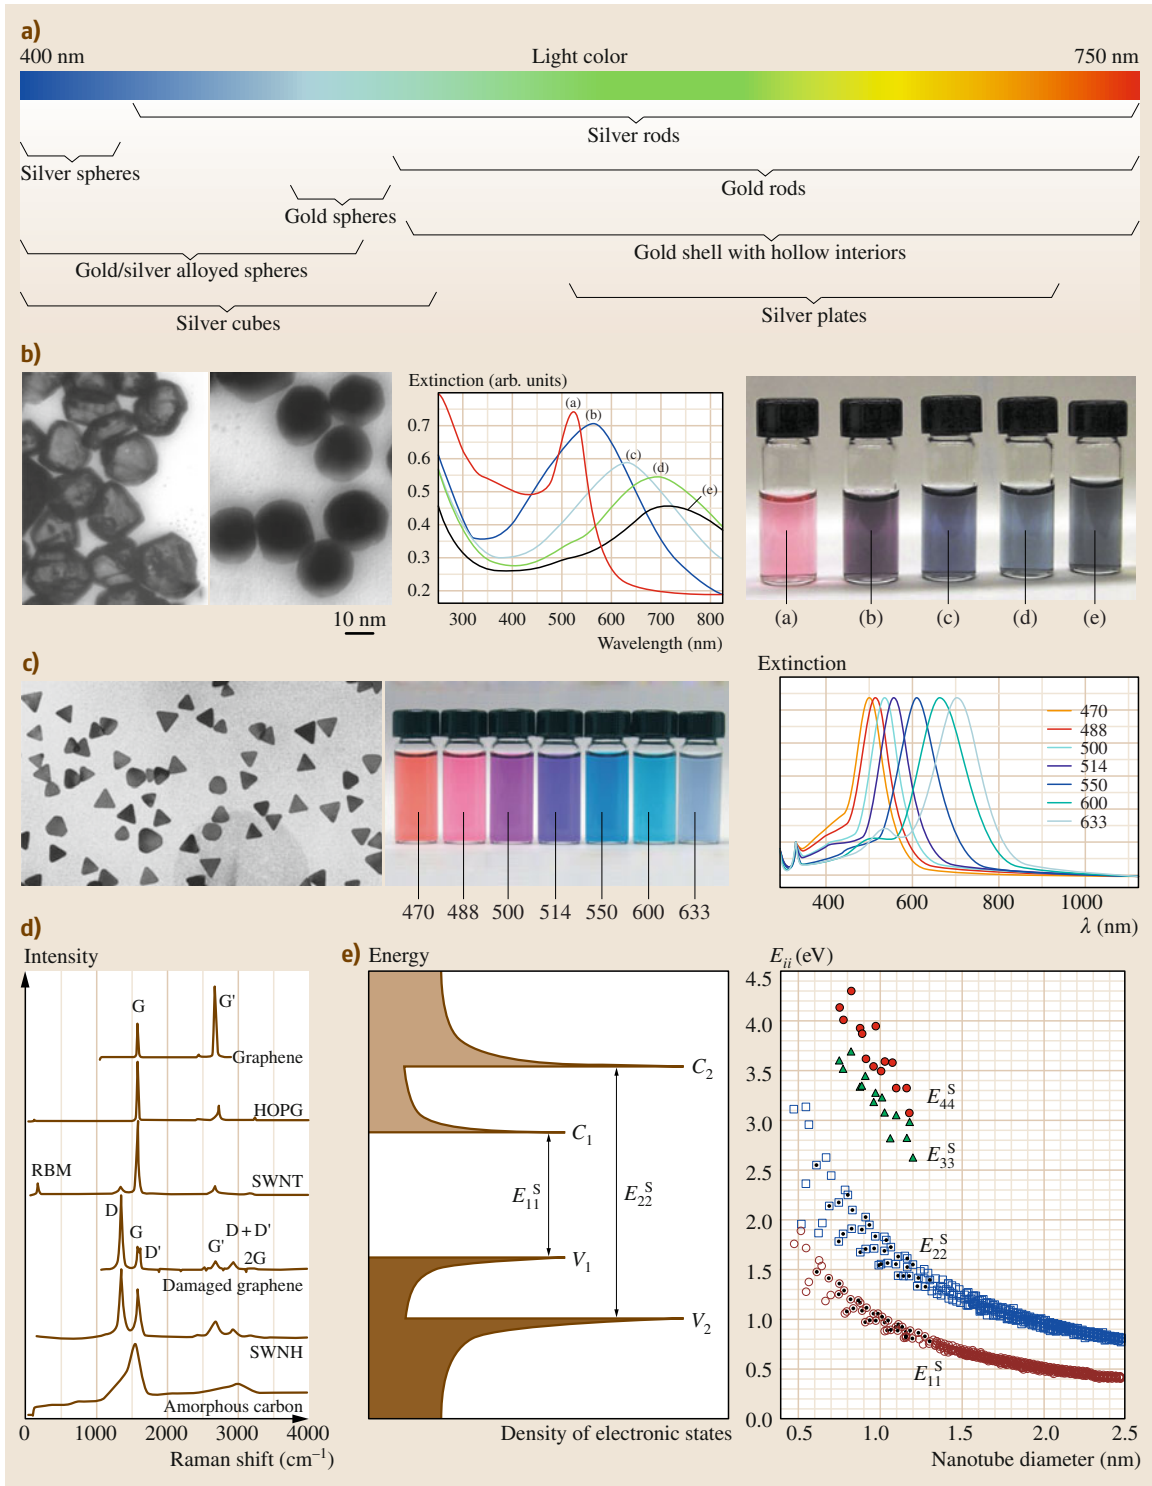 a)
400 nm Light color 750 nm
Silver rods
Silver spheres
Gold rods
Gold spheres
Gold shell with hollow interiors
Gold/silver alloyed spheres
Silver plates
Silver cubes
b)
10 nm
Extinction (arb. units)
0.7
0.6
0.5
0.4
0.3
0.2
(a)
(b)
(c)
(d)
(e)
300 400 500 600 700 800
Wavelength (nm)
(a) (b) (c) (d) (e)
c)
470 488 500 514 550 600 633
Extinction
470
488
500
514
550
600
633
400 600 800 1000
λ (nm)
d)
Intensity
G
G'
Graphene
HOPG
RBM
SWNT
D
G
D'
G'
D + D'
2G
Damaged graphene
SWNH
Amorphous carbon
0 1000 2000 3000 4000
Raman shift (cm⁻¹)
e)
Energy
C₂
C₁
E₁₁ˢ
E₂₂ˢ
V₁
V₂
Density of electronic states
Eᵢᵢ (eV)
4.5
4.0
3.5
3.0
2.5
2.0
1.5
1.0
0.5
0.0
E₄₄ˢ
E₃₃ˢ
E₂₂ˢ
E₁₁ˢ
0.5 1.0 1.5 2.0 2.5
Nanotube diameter (nm)